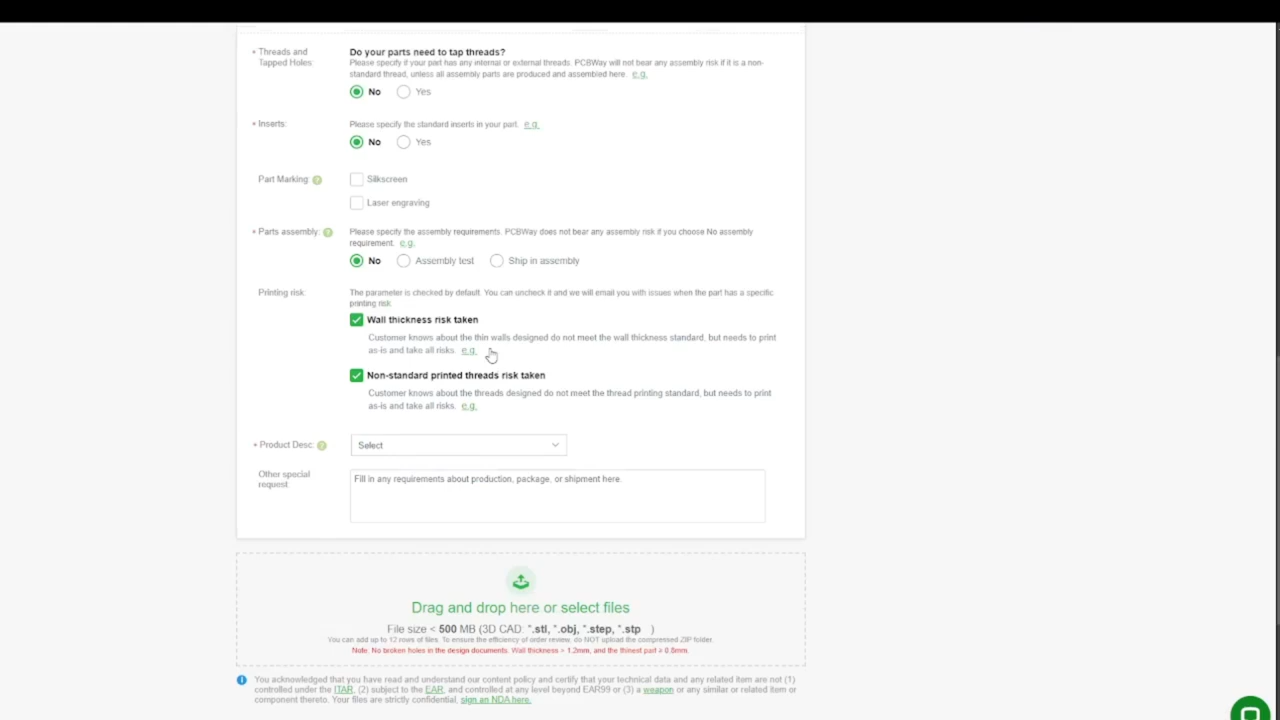 * Threads and
Tapped Holes:
Do your parts need to tap threads?
Please specify if your part has any internal or external threads. PCBWay will not bear any assembly risk if it is a non-
standard thread, unless all assembly parts are produced and assembled here. e.g.
No Yes
* Inserts:
Please specify the standard inserts in your part. e.g.
No Yes
Part Marking: ?
Silkscreen
Laser engraving
* Parts assembly: ?
Please specify the assembly requirements. PCBWay does not bear any assembly risk if you choose No assembly
requirement. e.g.
No Assembly test Ship in assembly
Printing risk:
The parameter is checked by default. You can uncheck it and we will email you with issues when the part has a specific
printing risk.
Wall thickness risk taken
Customer knows about the thin walls designed do not meet the wall thickness standard, but needs to print
as-is and take all risks. e.g.
Non-standard printed threads risk taken
Customer knows about the threads designed do not meet the thread printing standard, but needs to print
as-is and take all risks. e.g.
* Product Desc: ?
Select
Other special
request:
Fill in any requirements about production, package, or shipment here.
Drag and drop here or select files
File size < 500 MB (3D CAD: *.stl, *.obj, *.step, *.stp )
You can add up to 12 rows of files. To ensure the efficiency of order review, do NOT upload the compressed ZIP folder.
Note: No broken holes in the design documents. Wall thickness > 1.2mm, and the thinest part ≥ 0.8mm.
You acknowledged that you have read and understand our content policy and certify that your technical data and any related item are not (1)
controlled under the ITAR, (2) subject to the EAR, and controlled at any level beyond EAR99 or (3) a weapon or any similar or related item or
component thereto. Your files are strictly confidential, sign an NDA here.